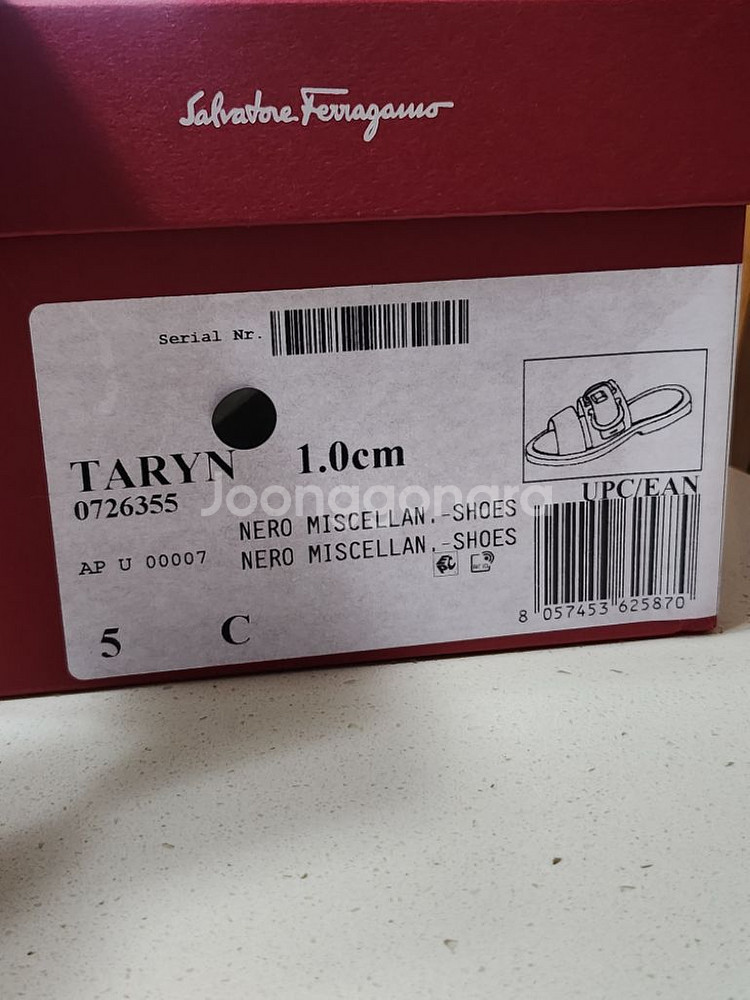 Salvatore Ferragamo
Serial Nr.
TARYN 1.0cm
0726355
Joonggonara
UPC/EAN
NERO MISCELLAN.-SHOES
AP U 00007
NERO MISCELLAN.-SHOES
5 C
8 057453 625870